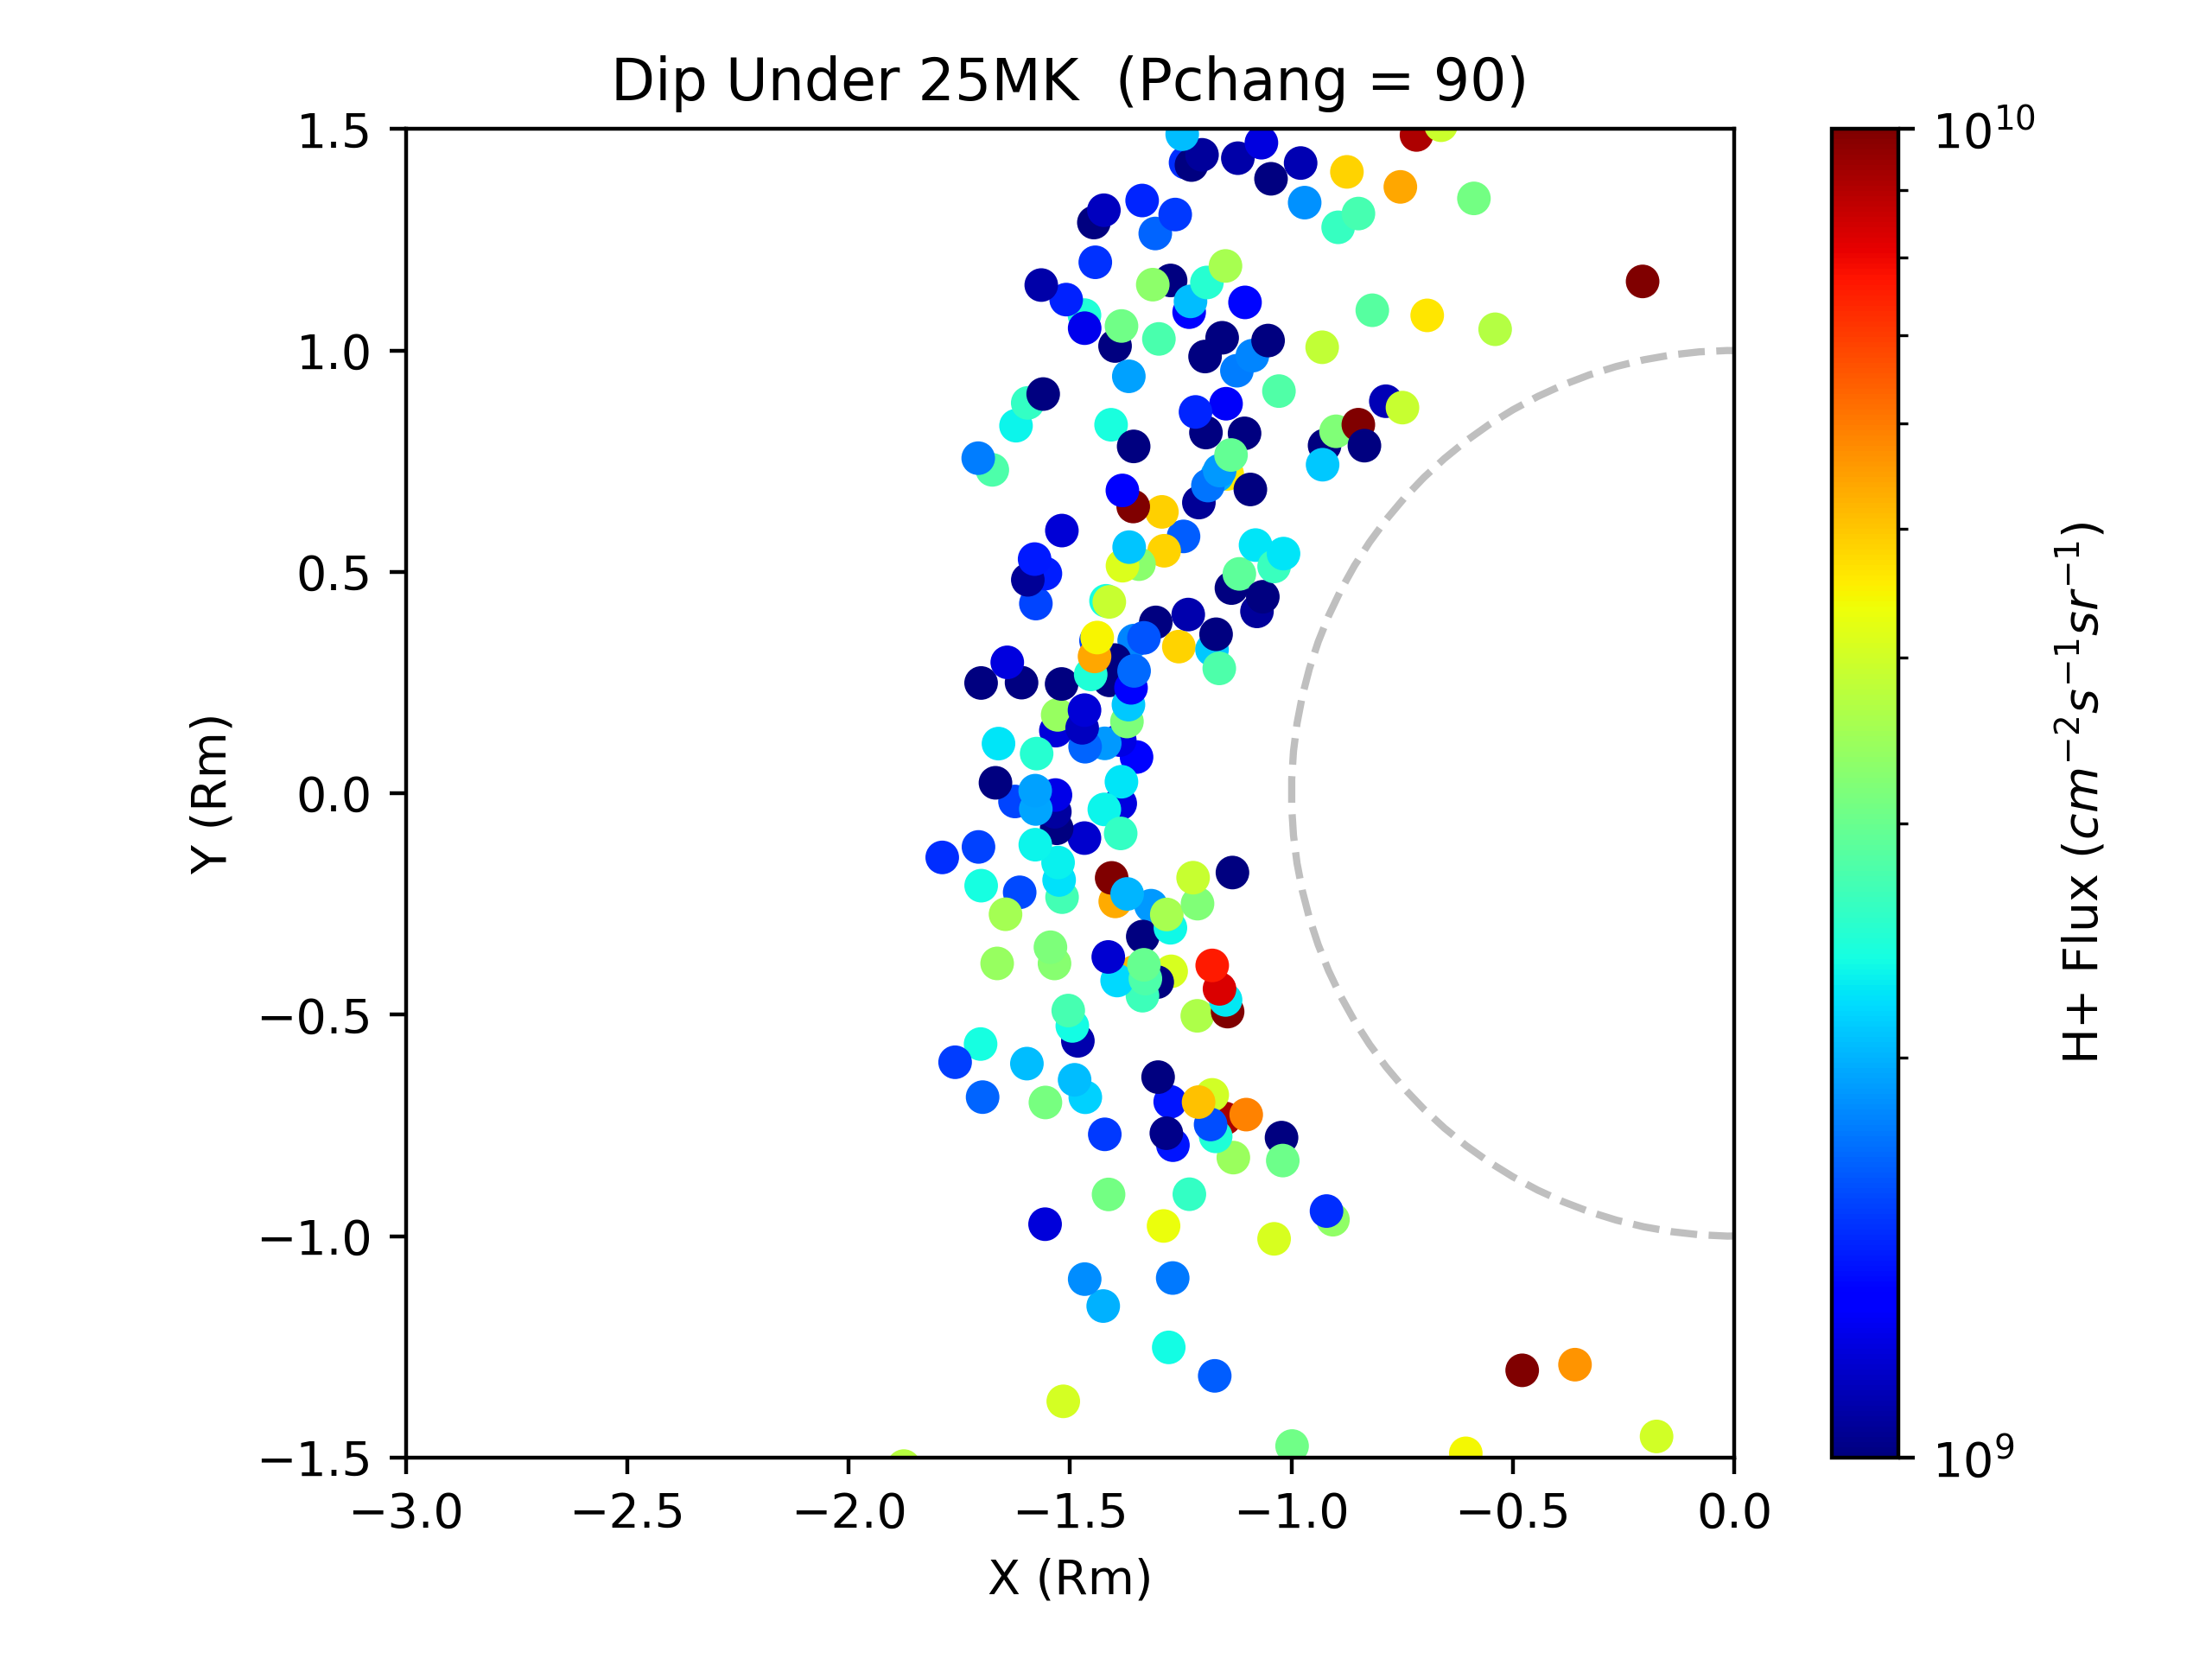 Dip Under 25MK  (Pchang = 90)
1.5
1.0
0.5
0.0
−0.5
−1.0
−1.5
Y (Rm)
−3.0 −2.5 −2.0 −1.5 −1.0 −0.5 0.0
X (Rm)
10^10
10^9
H+ Flux (cm^−2 s^−1 sr^−1)